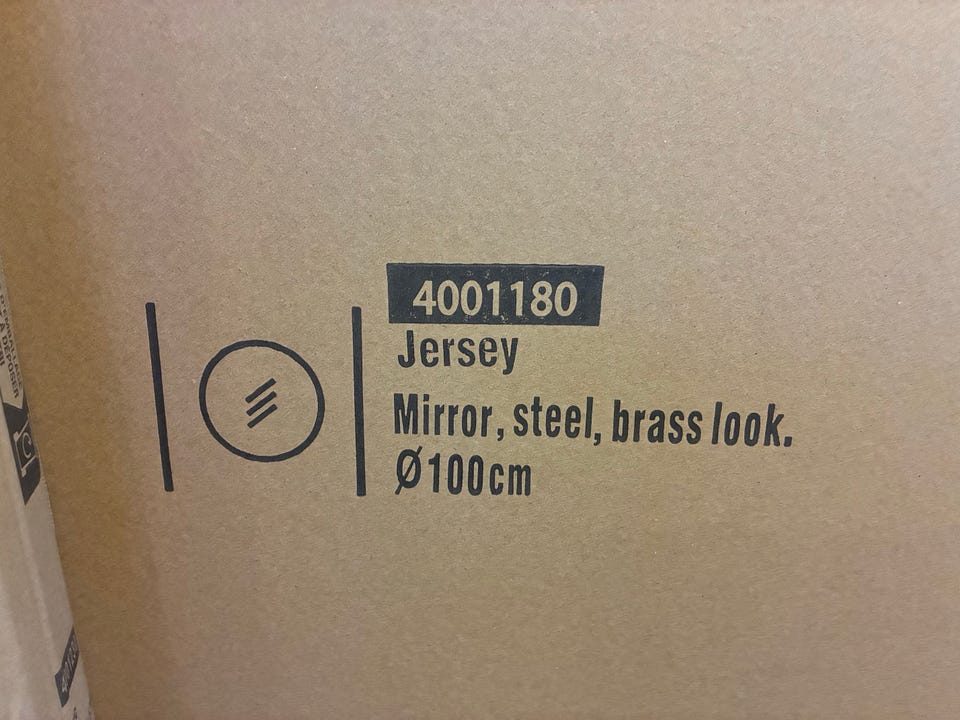 4001180
Jersey
Mirror, steel, brass look.
Ø100cm